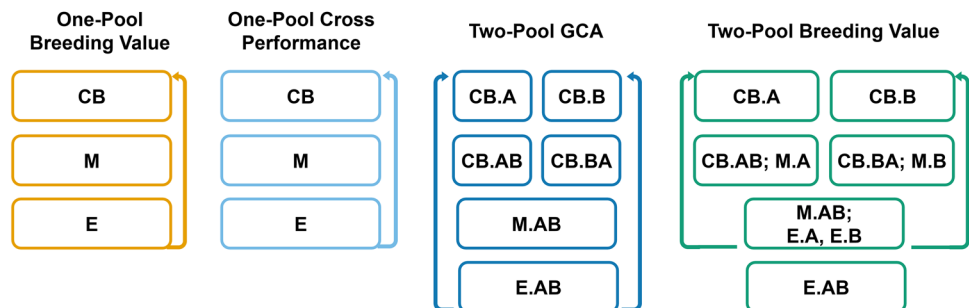 One-Pool
Breeding Value
CB
M
E
One-Pool Cross
Performance
CB
M
E
Two-Pool GCA
CB.A
CB.B
CB.AB
CB.BA
M.AB
E.AB
Two-Pool Breeding Value
CB.A
CB.B
CB.AB; M.A
CB.BA; M.B
M.AB;
E.A, E.B
E.AB